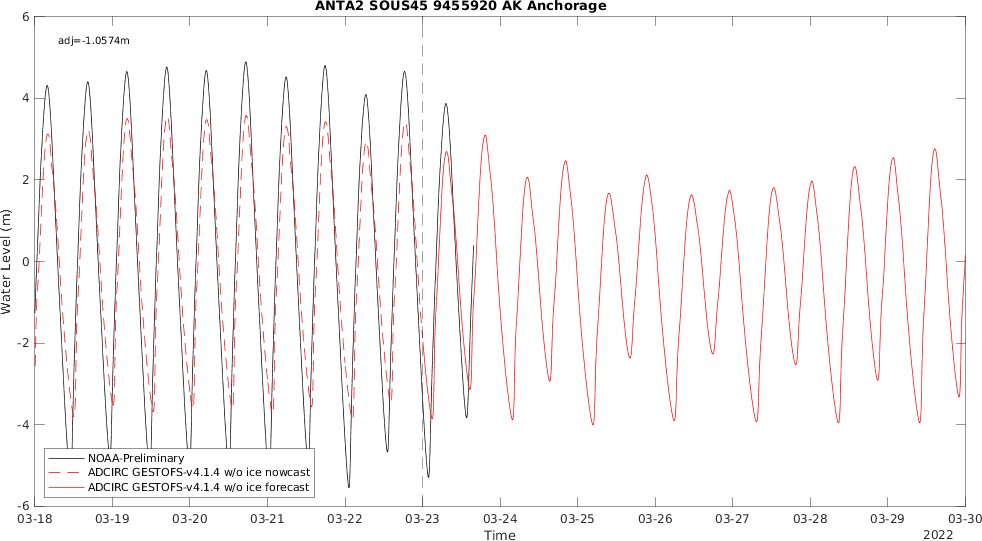 ANTA2 SOUS45 9455920 AK Anchorage
adj=-1.0574m
6
4
2
0
-2
-4
-6
Water Level (m)
NOAA-Preliminary
ADCIRC GESTOFS-v4.1.4 w/o ice nowcast
ADCIRC GESTOFS-v4.1.4 w/o ice forecast
03-18 03-19 03-20 03-21 03-22 03-23 03-24 03-25 03-26 03-27 03-28 03-29 03-30
Time
2022